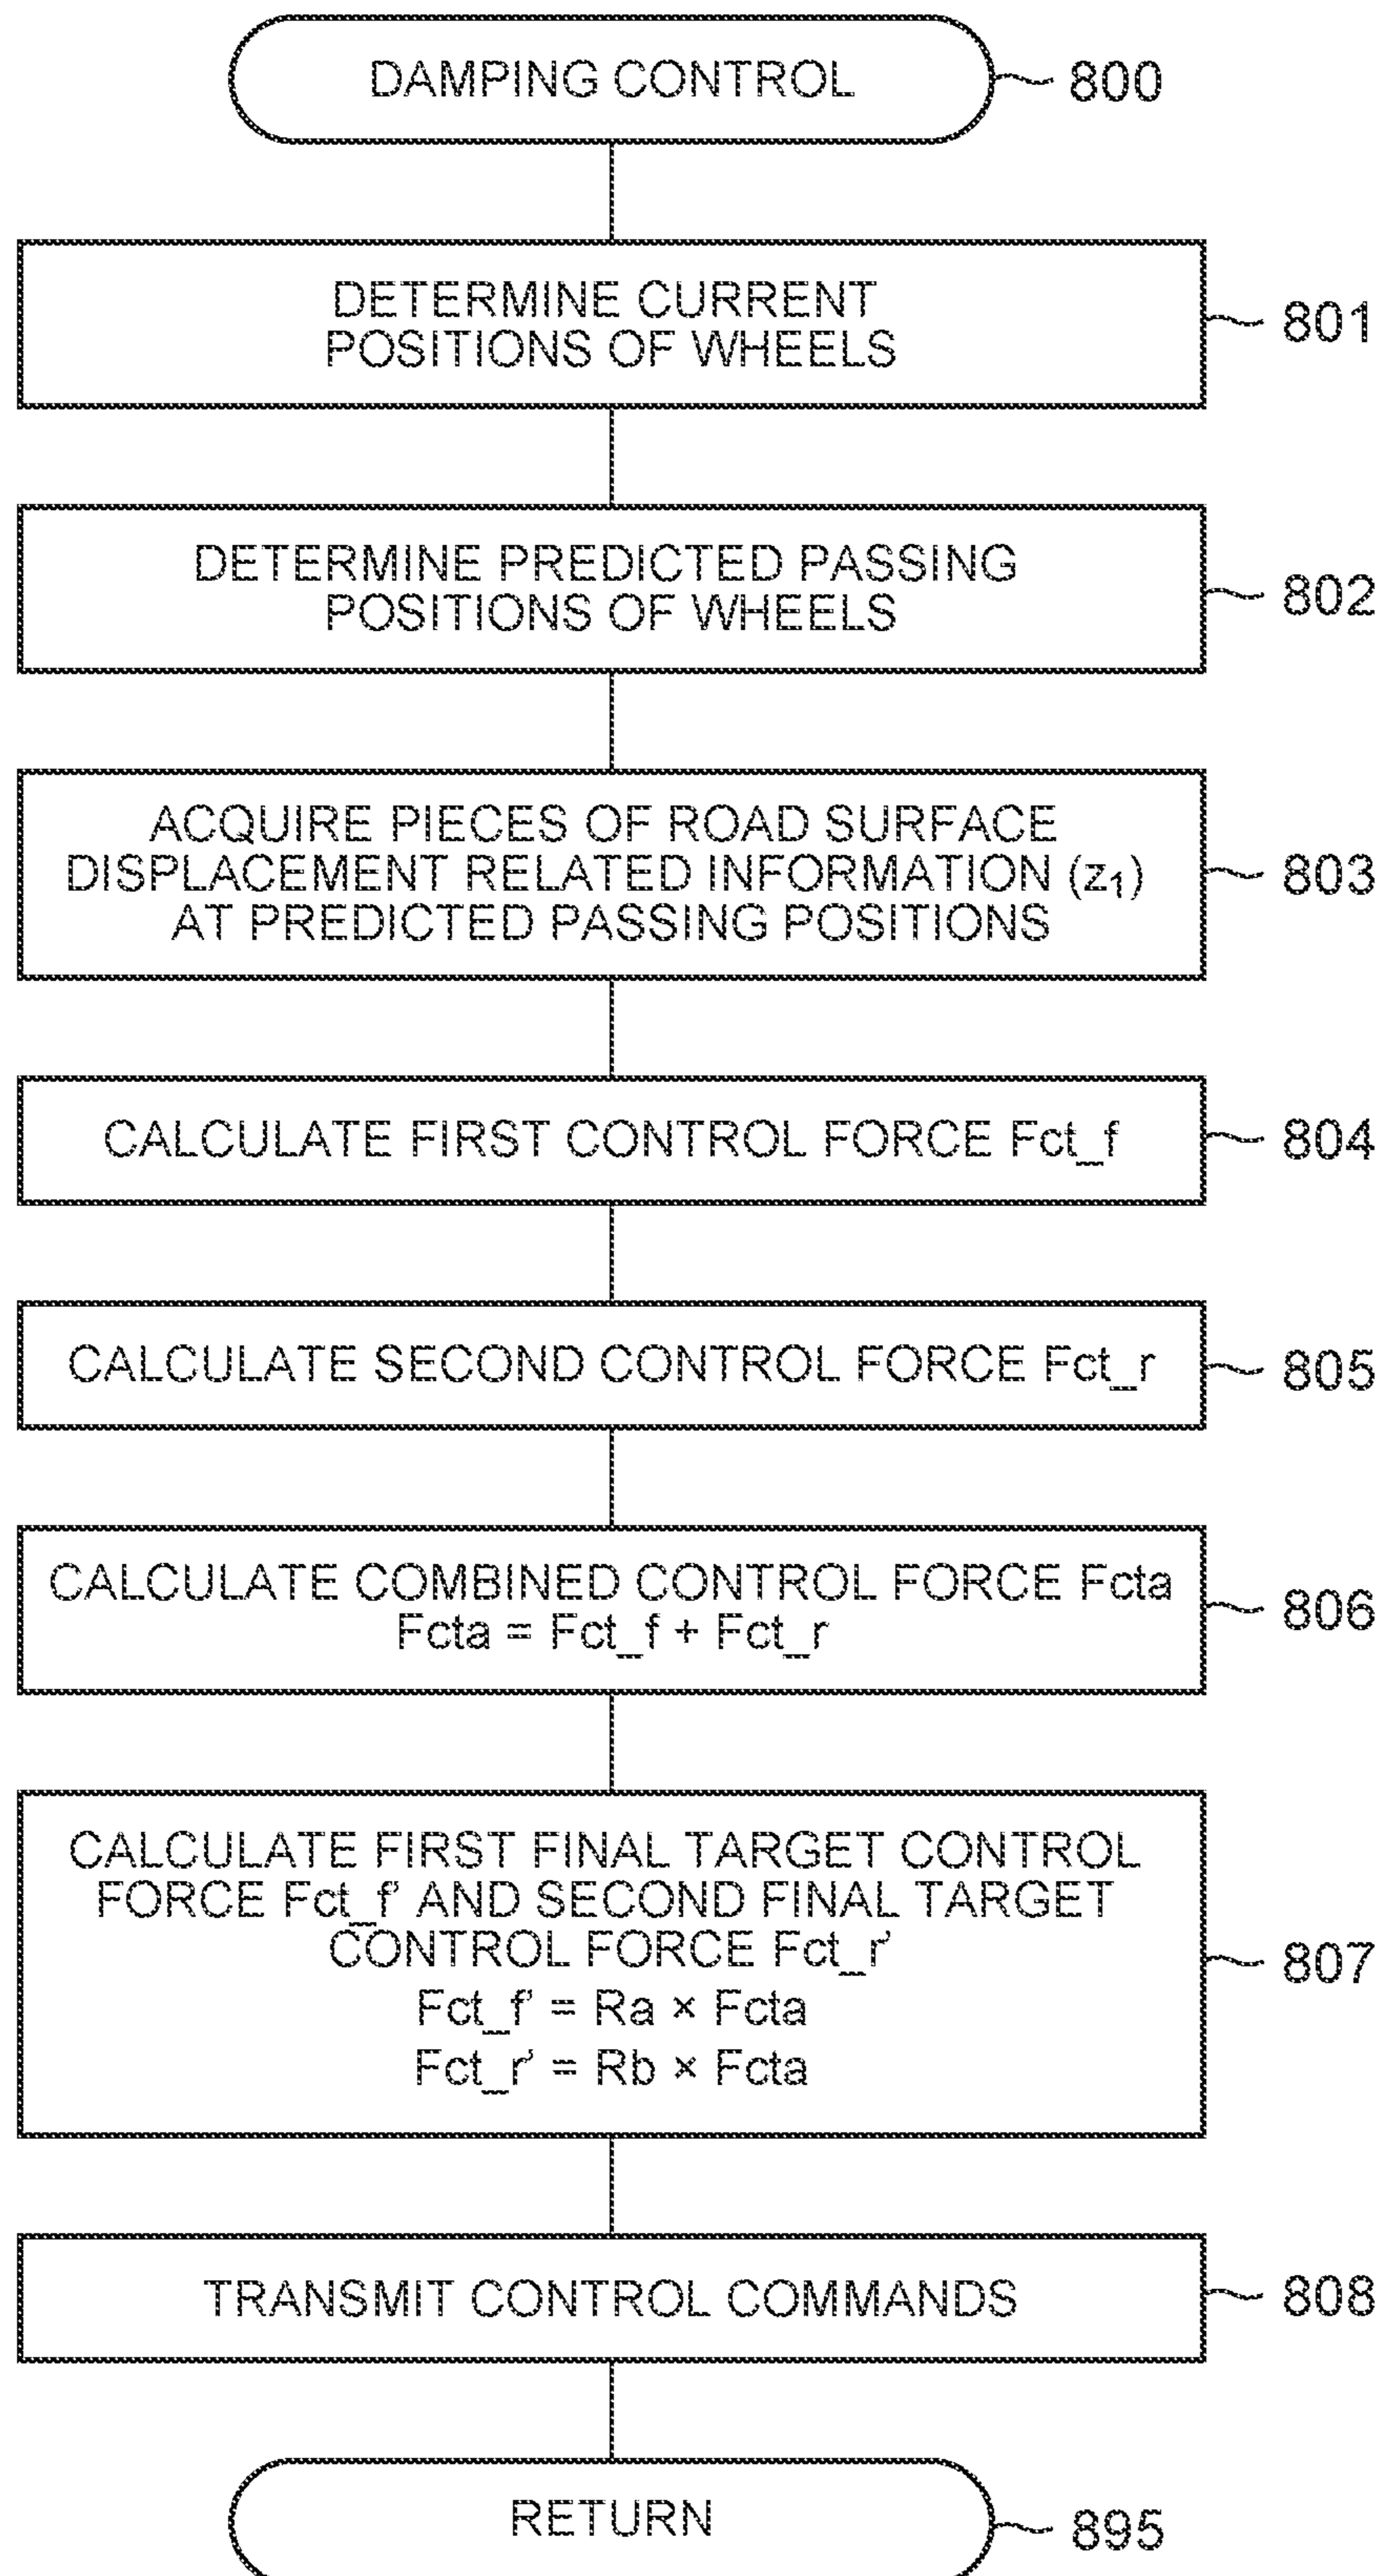 DAMPING CONTROL
800
DETERMINE CURRENT
POSITIONS OF WHEELS
801
DETERMINE PREDICTED PASSING
POSITIONS OF WHEELS
802
ACQUIRE PIECES OF ROAD SURFACE
DISPLACEMENT RELATED INFORMATION (z₁)
AT PREDICTED PASSING POSITIONS
803
CALCULATE FIRST CONTROL FORCE Fct_f
804
CALCULATE SECOND CONTROL FORCE Fct_r
805
CALCULATE COMBINED CONTROL FORCE Fcta
Fcta = Fct_f + Fct_r
806
CALCULATE FIRST FINAL TARGET CONTROL
FORCE Fct_f' AND SECOND FINAL TARGET
CONTROL FORCE Fct_r'
Fct_f' = Ra × Fcta
Fct_r' = Rb × Fcta
807
TRANSMIT CONTROL COMMANDS
808
RETURN
895